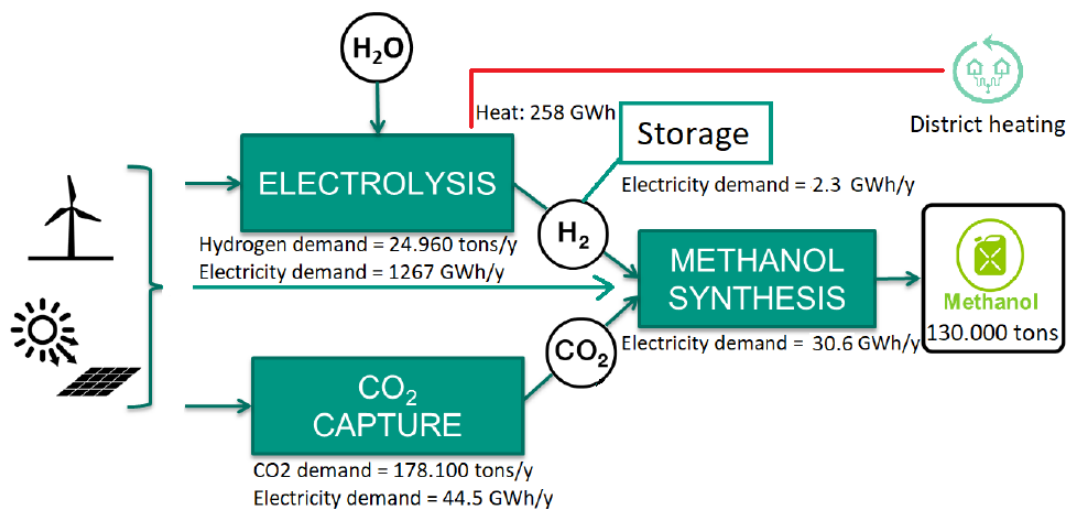 H₂O
Heat: 258 GWh
Storage
District heating
ELECTROLYSIS
Electricity demand = 2.3 GWh/y
Hydrogen demand = 24.960 tons/y
Electricity demand = 1267 GWh/y
H₂
METHANOL
SYNTHESIS
Methanol
130.000 tons
Electricity demand = 30.6 GWh/y
CO₂
CO₂
CAPTURE
CO2 demand = 178.100 tons/y
Electricity demand = 44.5 GWh/y